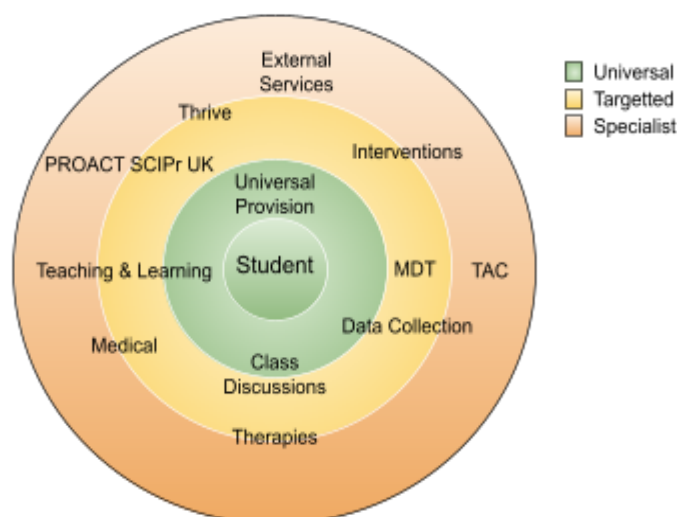 External
Services
Thrive
Interventions
PROACT SCIPr UK
Universal
Provision
Student
Teaching & Learning
MDT
TAC
Data Collection
Medical
Class
Discussions
Therapies
Universal
Targetted
Specialist